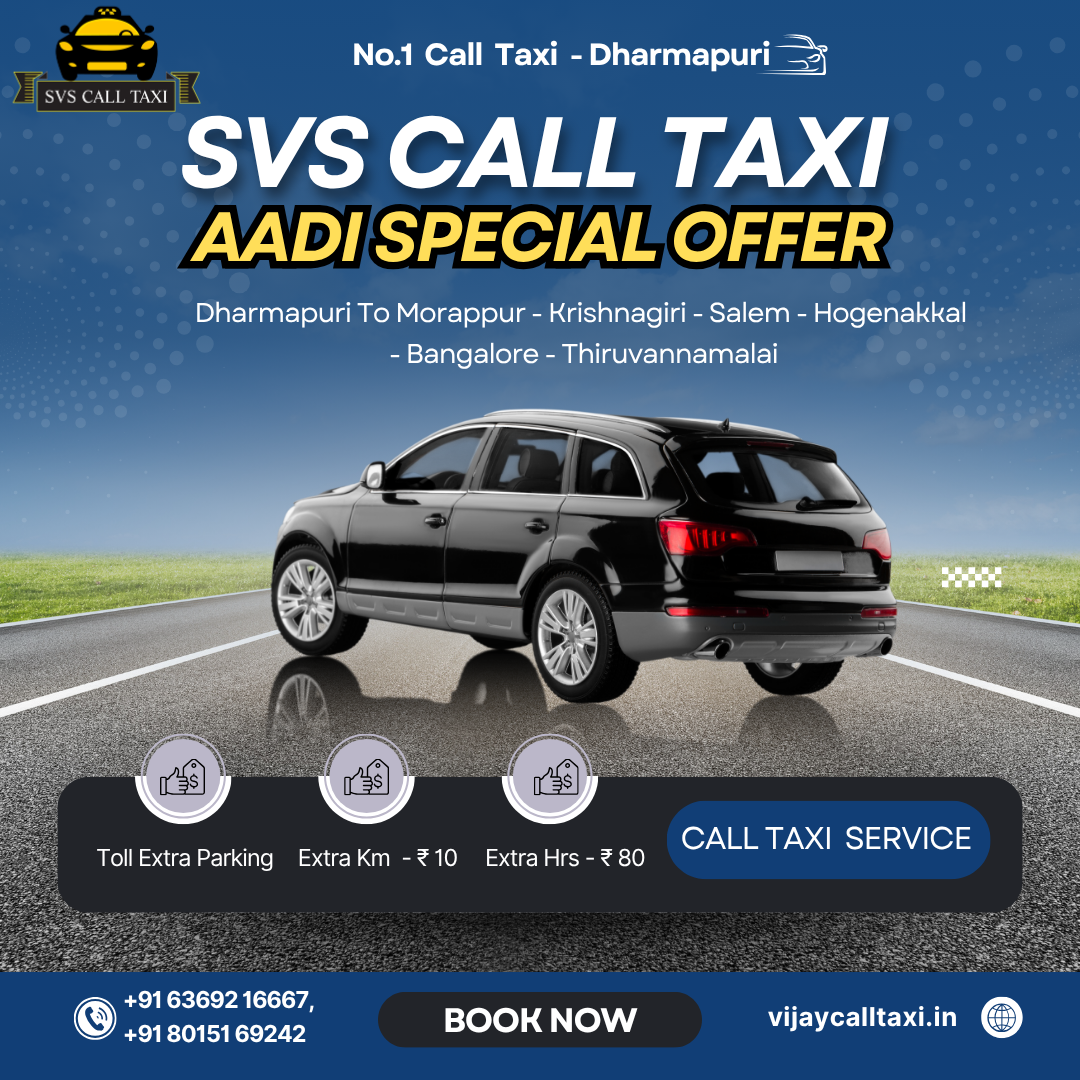 SVS CALL TAXI
No.1 Call Taxi - Dharmapuri
SVS CALL TAXI
AADI SPECIAL OFFER
Dharmapuri To Morappur - Krishnagiri - Salem - Hogenakkal
- Bangalore - Thiruvannamalai
Toll Extra Parking
Extra Km - ₹ 10
Extra Hrs - ₹ 80
CALL TAXI SERVICE
+91 63692 16667,
+91 80151 69242
BOOK NOW
vijaycalltaxi.in